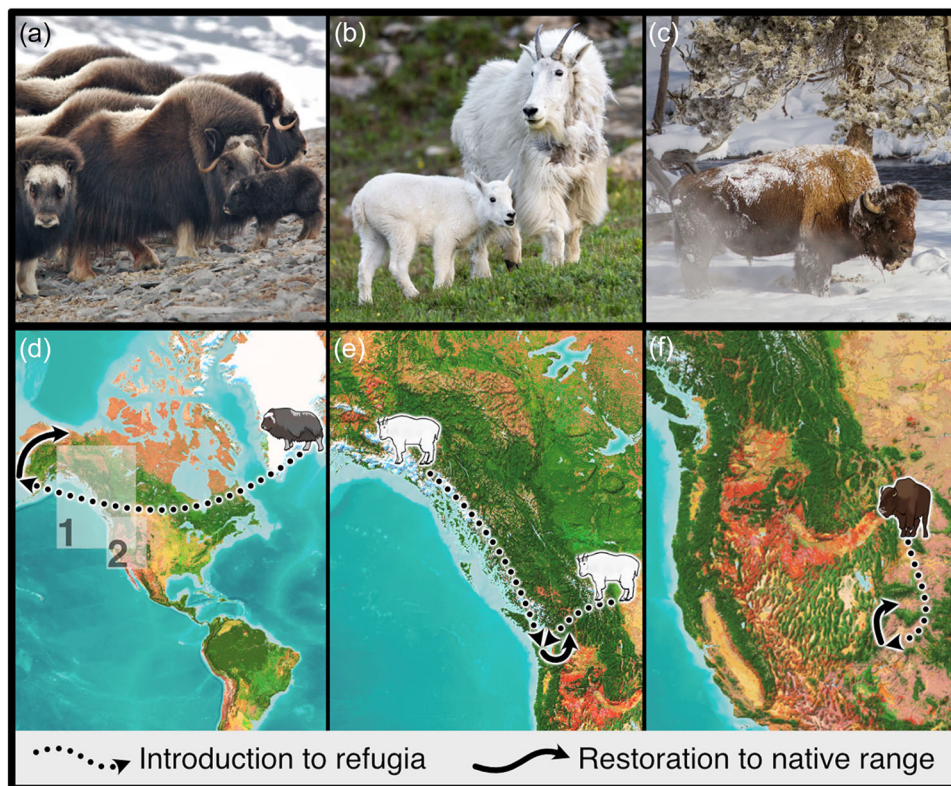 (a)
(b)
(c)
(d)
(e)
(f)
1
2
Introduction to refugia
Restoration to native range